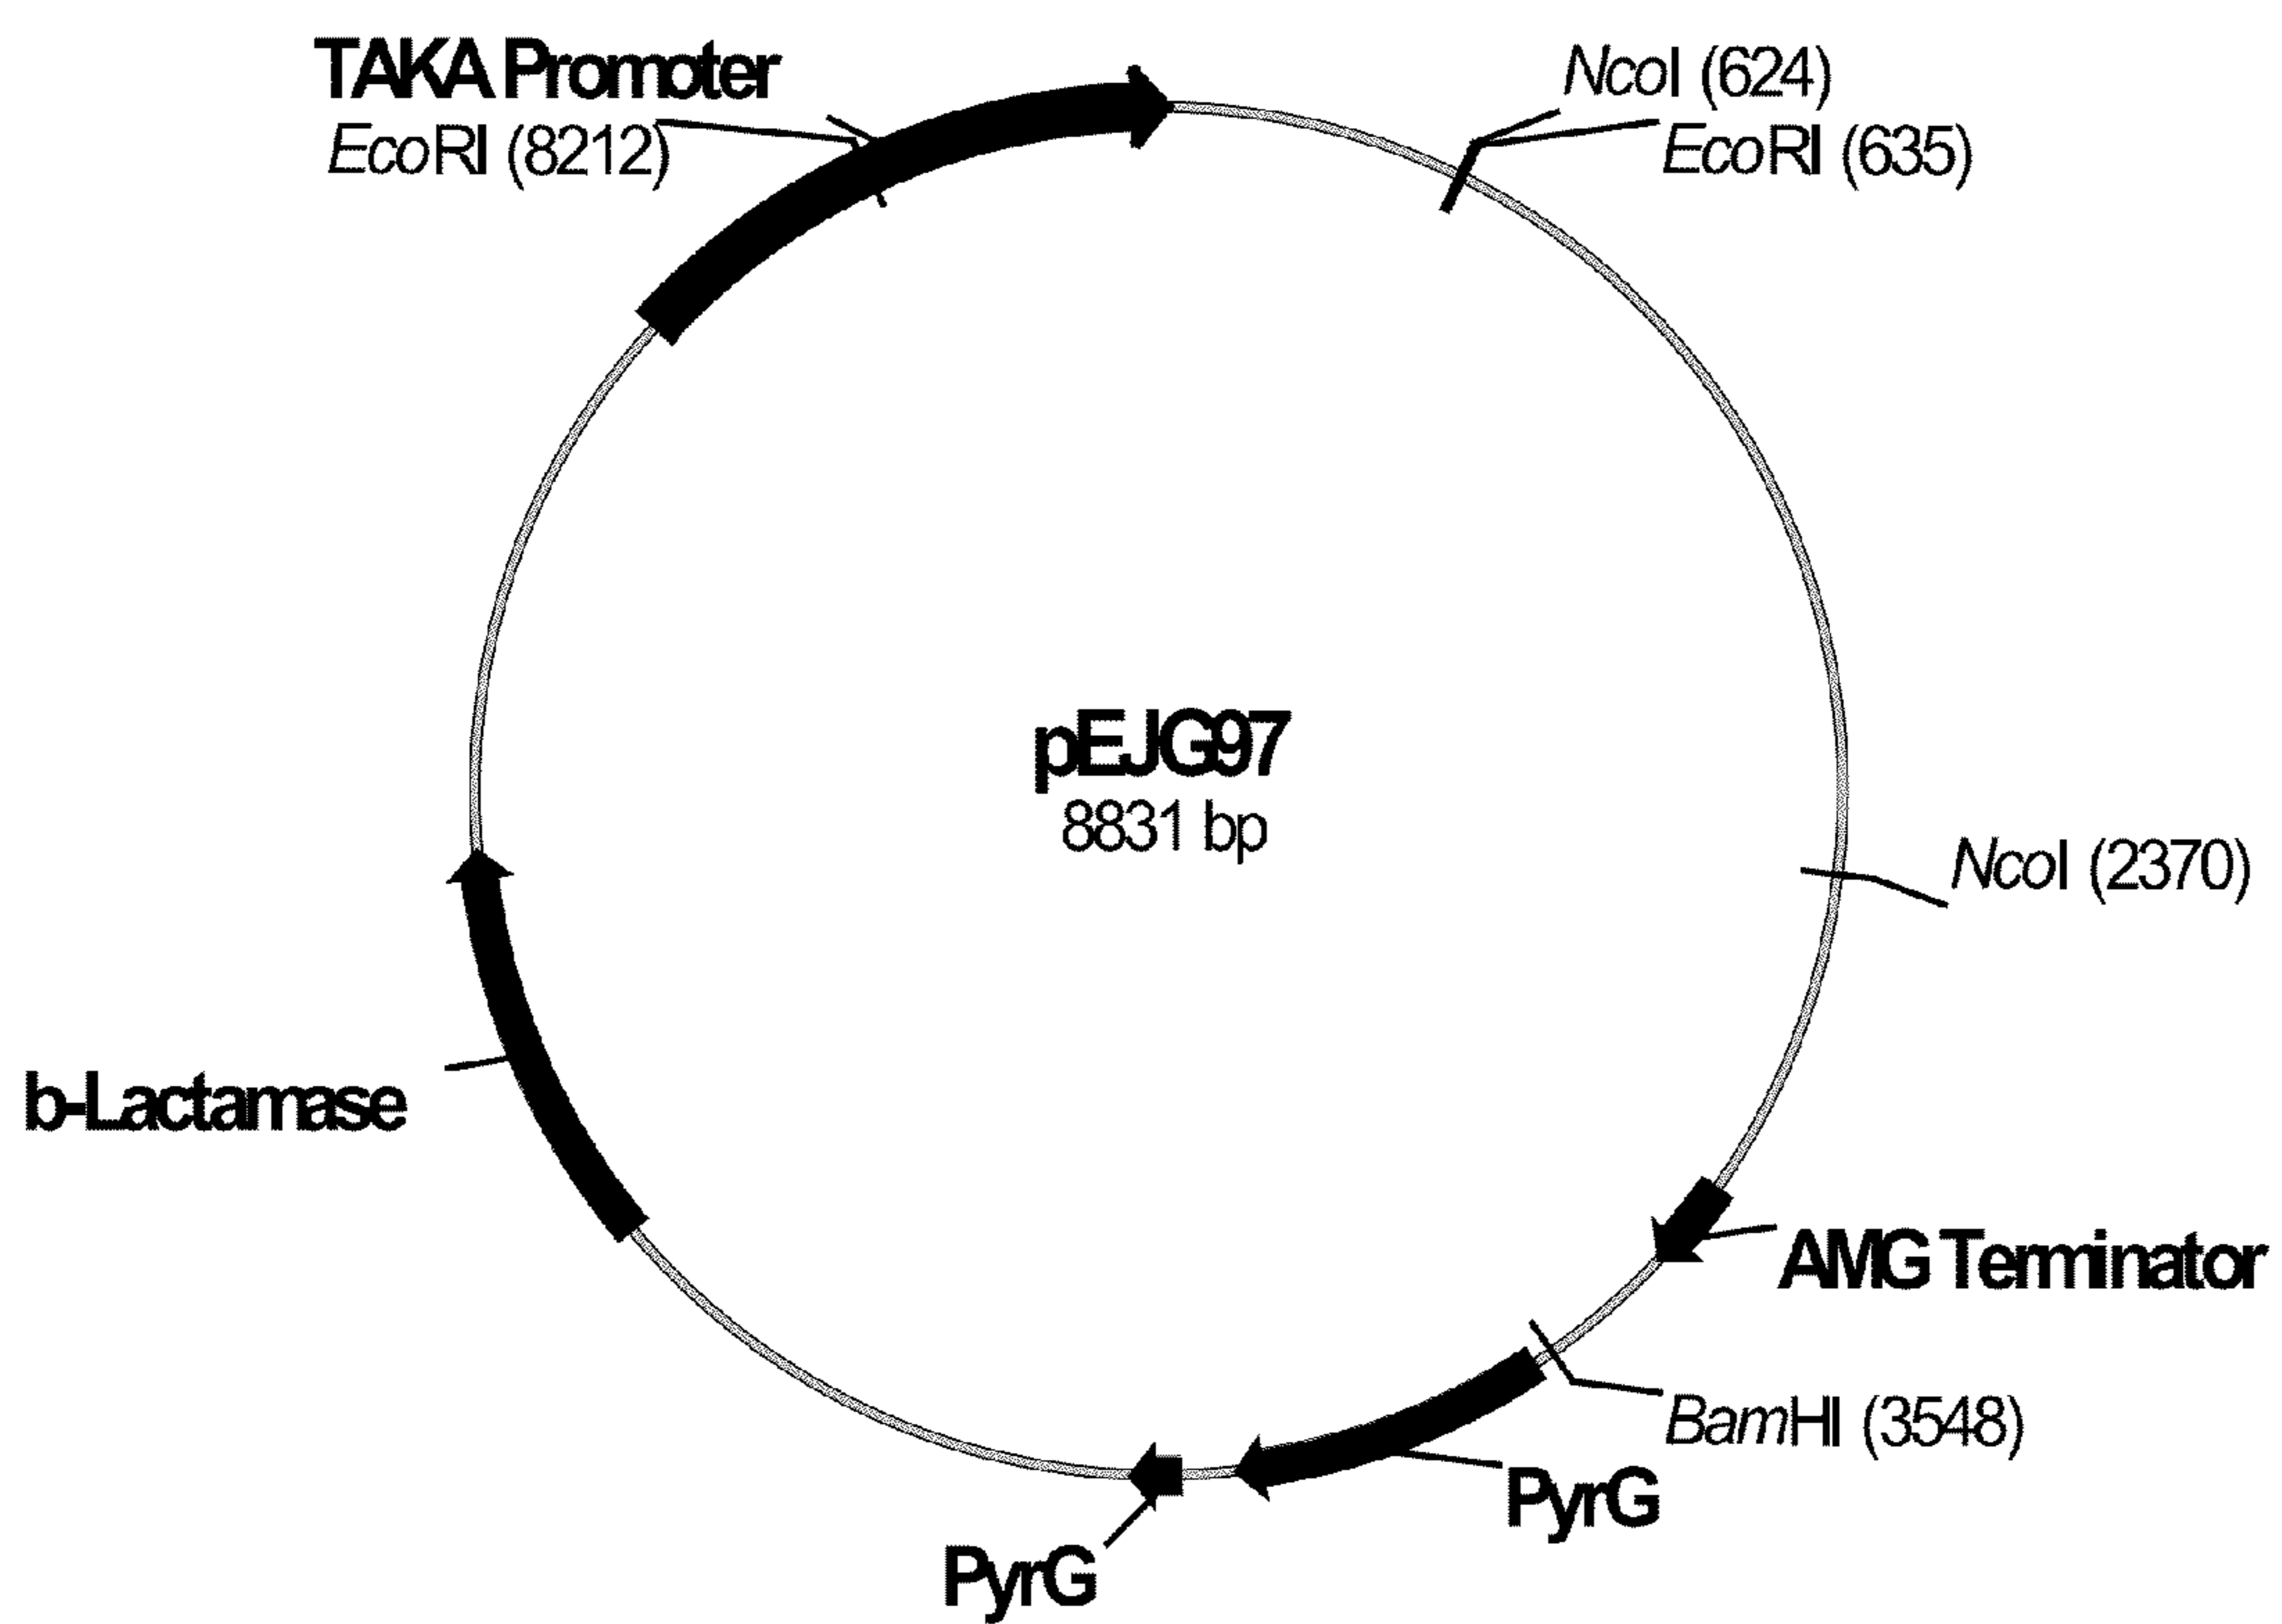 TAKA Promoter
EcoRI (8212)
NcoI (624)
EcoRI (635)
pEJG97
8831 bp
NcoI (2370)
b-Lactamase
AMG Terminator
BamHI (3548)
PyrG
PyrG